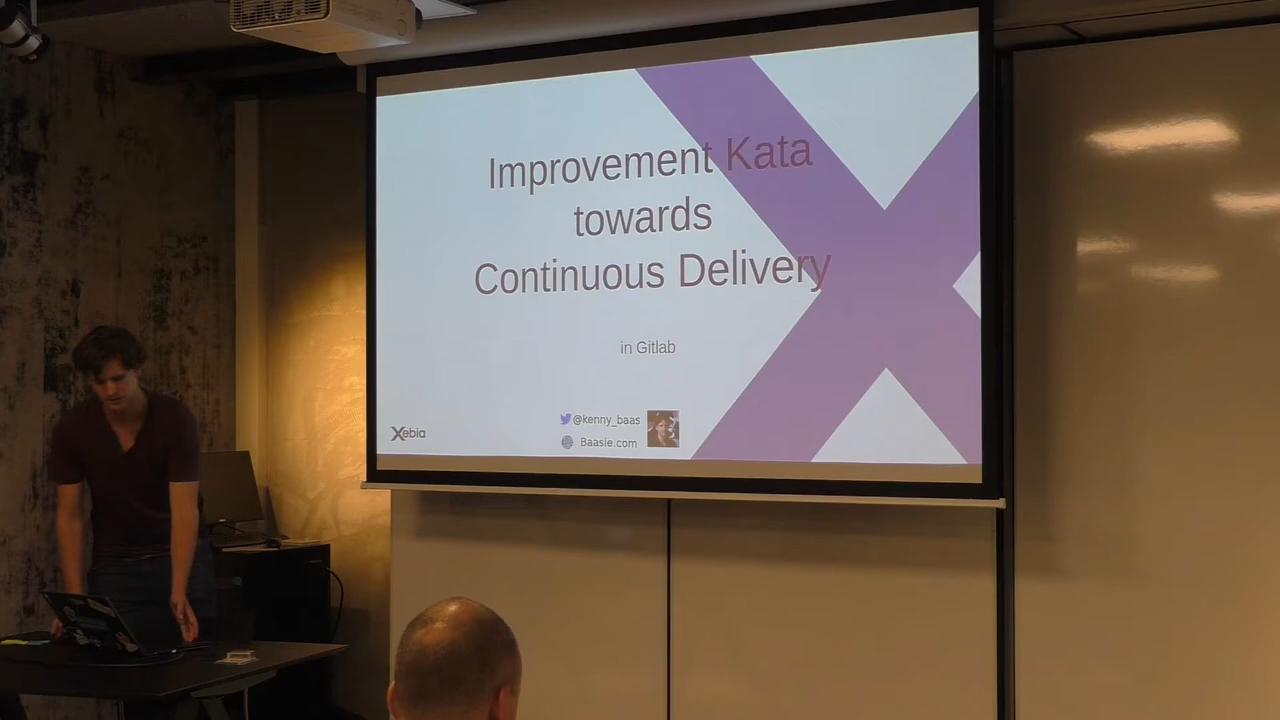 Improvement Kata
towards
Continuous Delivery
in Gitlab
@kenny_baas
Baasie.com
Xebia